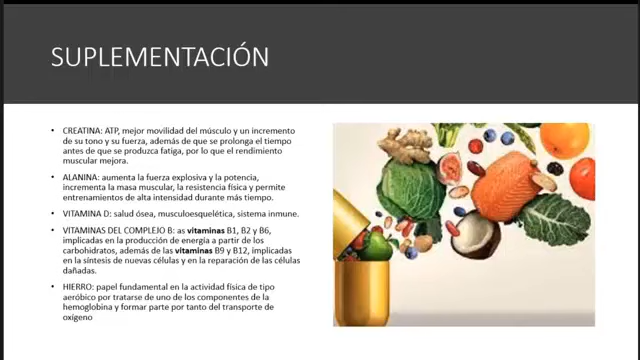 SUPLEMENTACIÓN
• CREATINA: ATP, mejor movilidad del músculo y un incremento
de su tono y su fuerza, además de que se prolonga el tiempo
antes de que se produzca fatiga, por lo que el rendimiento
muscular mejora.
• ALANINA: aumenta la fuerza explosiva y la potencia,
incrementa la masa muscular, la resistencia física y permite
entrenamientos de alta intensidad durante más tiempo.
• VITAMINA D: salud ósea, musculoesquelética, sistema inmune.
• VITAMINAS DEL COMPLEJO B: as vitaminas B1, B2 y B6,
implicadas en la producción de energía a partir de los
carbohidratos, además de las vitaminas B9 y B12, implicadas
en la síntesis de nuevas células y en la reparación de las células
dañadas.
• HIERRO: papel fundamental en la actividad física de tipo
aeróbico por tratarse de uno de los componentes de la
hemoglobina y formar parte por tanto del transporte de
oxígeno